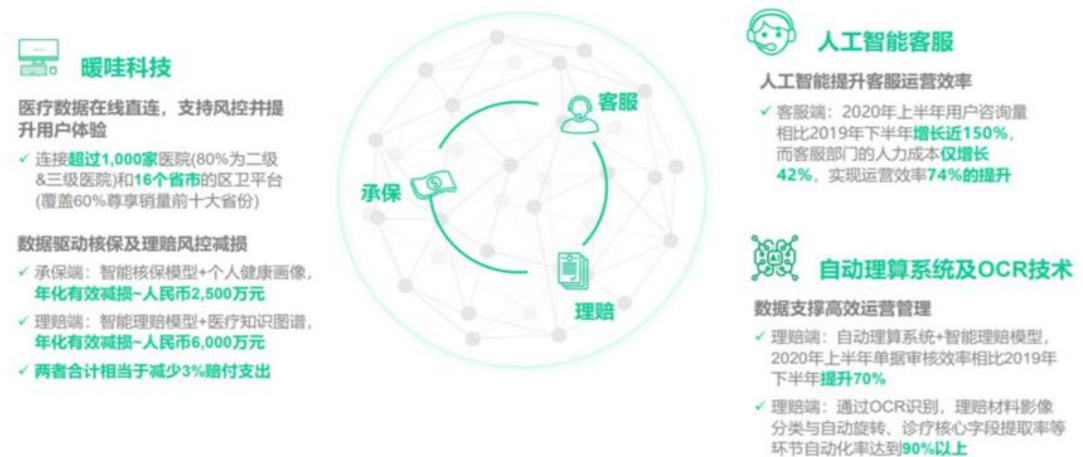 暖哇科技
医疗数据在线直连，支持风控并提
升用户体验
✓ 连接超过1,000家医院(80%为二级
&三级医院)和16个省市的区卫平台
(覆盖60%尊享销量前十大省份)
数据驱动核保及理赔风控减损
✓ 承保端：智能核保模型+个人健康画像，
年化有效减损~人民币2,500万元
✓ 理赔端：智能理赔模型+医疗知识图谱，
年化有效减损~人民币6,000万元
✓ 两者合计相当于减少3%赔付支出
客服
承保
理赔
人工智能客服
人工智能提升客服运营效率
✓ 客服端：2020年上半年用户咨询量
相比2019年下半年增长近150%，
而客服部门的人力成本仅增长
42%，实现运营效率74%的提升
AI
自动理算系统及OCR技术
数据支撑高效运营管理
✓ 理赔端：自动理算系统+智能理赔模型，
2020年上半年单据审核效率相比2019年
下半年提升70%
✓ 理赔端：通过OCR识别，理赔材料影像
分类与自动旋转、诊疗核心字段提取率等
环节自动化率达到90%以上